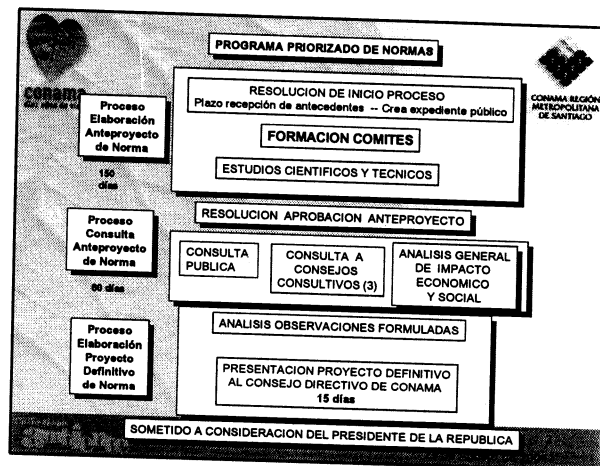 PROGRAMA PRIORIZADO DE NORMAS
conama
CONAMA REGIÓN
METROPOLITANA
DE SANTIAGO
Proceso
Elaboración
Anteproyecto
de Norma
150
días
RESOLUCION DE INICIO PROCESO
Plazo recepción de antecedentes -- Crea expediente público
FORMACION COMITES
ESTUDIOS CIENTIFICOS Y TECNICOS
RESOLUCION APROBACION ANTEPROYECTO
Proceso
Consulta
Anteproyecto
de Norma
60 días
CONSULTA
PUBLICA
CONSULTA A
CONSEJOS
CONSULTIVOS (3)
ANALISIS GENERAL
DE IMPACTO
ECONOMICO
Y SOCIAL
Proceso
Elaboración
Proyecto
Definitivo
de Norma
ANALISIS OBSERVACIONES FORMULADAS
PRESENTACION PROYECTO DEFINITIVO
AL CONSEJO DIRECTIVO DE CONAMA
15 días
SOMETIDO A CONSIDERACION DEL PRESIDENTE DE LA REPUBLICA